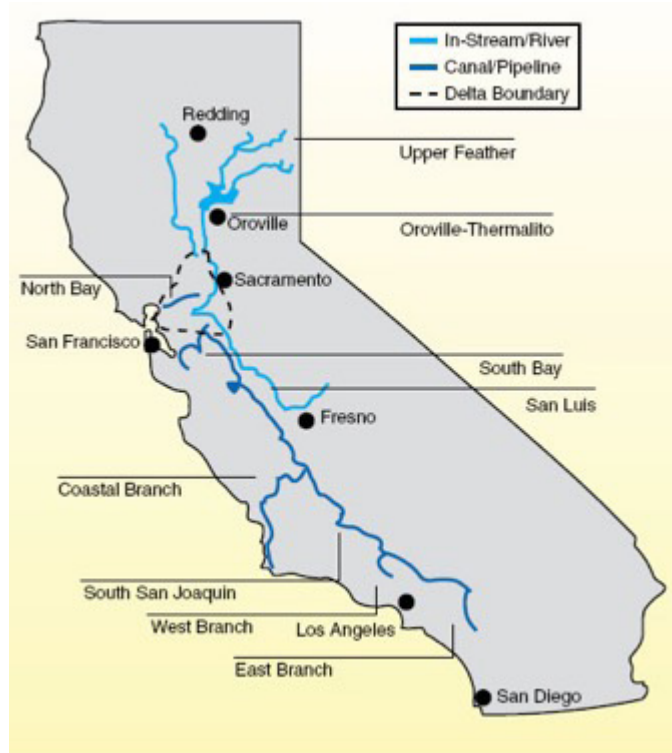 In-Stream/River
Canal/Pipeline
Delta Boundary
Redding
Upper Feather
Oroville
Oroville-Thermalito
Sacramento
North Bay
San Francisco
South Bay
San Luis
Fresno
Coastal Branch
South San Joaquin
West Branch
Los Angeles
East Branch
San Diego